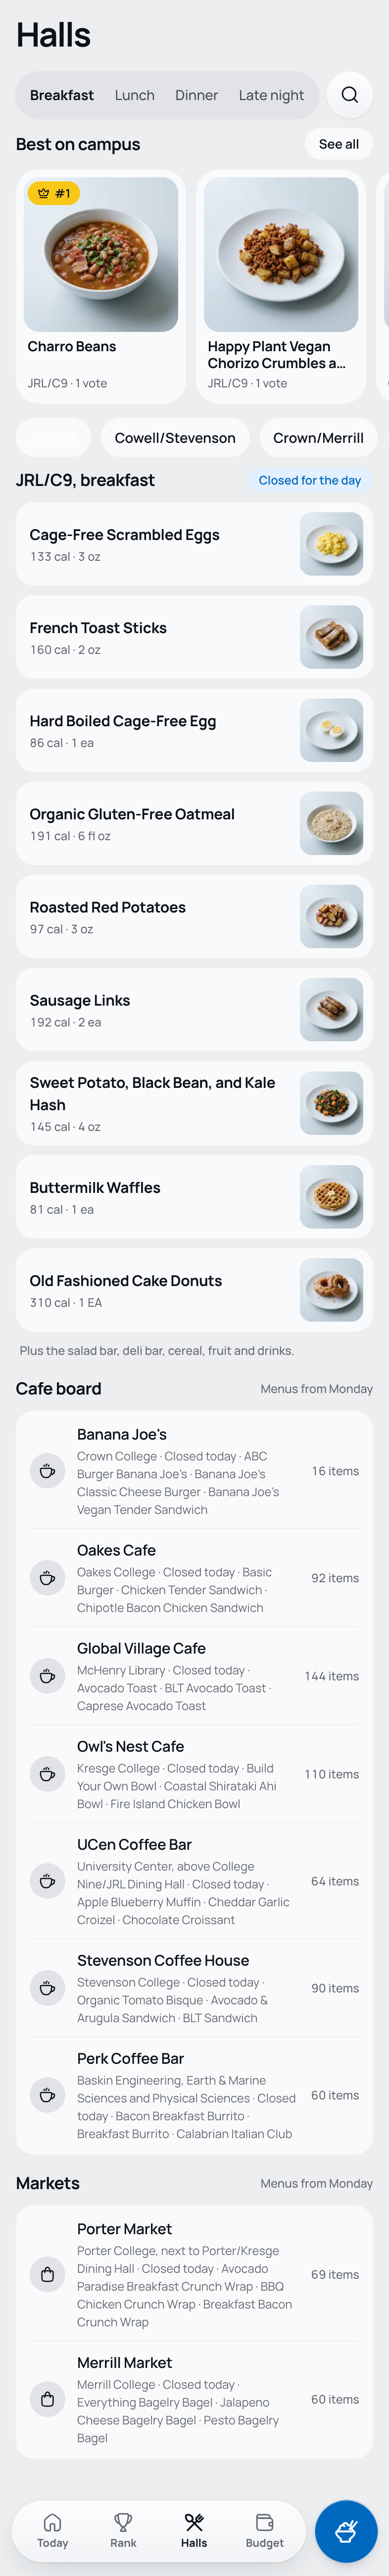 Halls
Breakfast Lunch Dinner Late night
Best on campus See all
#1
Charro Beans
JRL/C9 · 1 vote
Happy Plant Vegan
Chorizo Crumbles a...
JRL/C9 · 1 vote
JRL/C9 Cowell/Stevenson Crown/Merrill
JRL/C9, breakfast Closed for the day
Cage-Free Scrambled Eggs
133 cal · 3 oz
French Toast Sticks
160 cal · 2 oz
Hard Boiled Cage-Free Egg
86 cal · 1 ea
Organic Gluten-Free Oatmeal
191 cal · 6 fl oz
Roasted Red Potatoes
97 cal · 3 oz
Sausage Links
192 cal · 2 ea
Sweet Potato, Black Bean, and Kale
Hash
145 cal · 4 oz
Buttermilk Waffles
81 cal · 1 ea
Old Fashioned Cake Donuts
310 cal · 1 EA
Plus the salad bar, deli bar, cereal, fruit and drinks.
Cafe board Menus from Monday
Banana Joe's
Crown College · Closed today · ABC
Burger Banana Joe's · Banana Joe's
Classic Cheese Burger · Banana Joe's
Vegan Tender Sandwich
16 items
Oakes Cafe
Oakes College · Closed today · Basic
Burger · Chicken Tender Sandwich ·
Chipotle Bacon Chicken Sandwich
92 items
Global Village Cafe
McHenry Library · Closed today ·
Avocado Toast · BLT Avocado Toast ·
Caprese Avocado Toast
144 items
Owl's Nest Cafe
Kresge College · Closed today · Build
Your Own Bowl · Coastal Shirataki Ahi
Bowl · Fire Island Chicken Bowl
110 items
UCen Coffee Bar
University Center, above College
Nine/JRL Dining Hall · Closed today ·
Apple Blueberry Muffin · Cheddar Garlic
Croizel · Chocolate Croissant
64 items
Stevenson Coffee House
Stevenson College · Closed today ·
Organic Tomato Bisque · Avocado &
Arugula Sandwich · BLT Sandwich
90 items
Perk Coffee Bar
Baskin Engineering, Earth & Marine
Sciences and Physical Sciences · Closed
today · Bacon Breakfast Burrito ·
Breakfast Burrito · Calabrian Italian Club
60 items
Markets Menus from Monday
Porter Market
Porter College, next to Porter/Kresge
Dining Hall · Closed today · Avocado
Paradise Breakfast Crunch Wrap · BBQ
Chicken Crunch Wrap · Breakfast Bacon
Crunch Wrap
69 items
Merrill Market
Merrill College · Closed today ·
Everything Bagelry Bagel · Jalapeno
Cheese Bagelry Bagel · Pesto Bagelry
Bagel
60 items
Today Rank Halls Budget